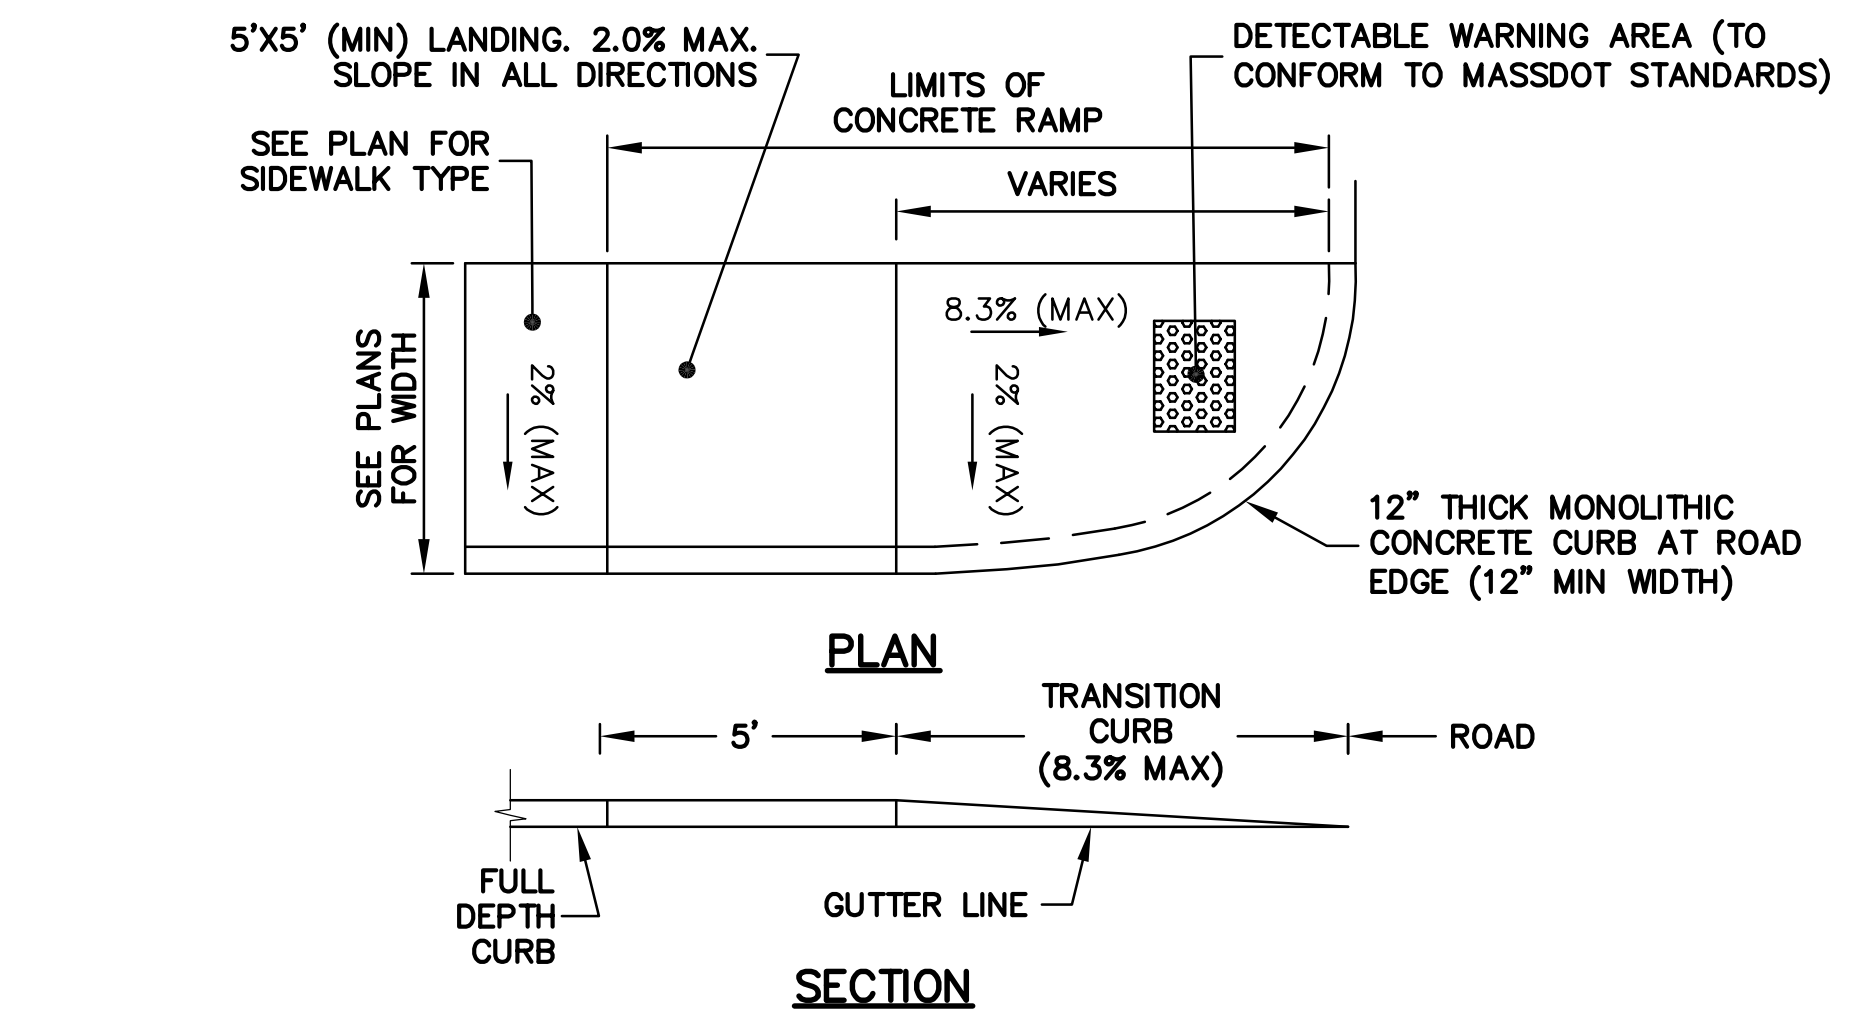 5'X5' (MIN) LANDING. 2.0% MAX.
SLOPE IN ALL DIRECTIONS
DETECTABLE WARNING AREA (TO
CONFORM TO MASSDOT STANDARDS)
LIMITS OF
CONCRETE RAMP
SEE PLAN FOR
SIDEWALK TYPE
VARIES
8.3% (MAX)
SEE PLANS
FOR WIDTH
2% (MAX)
2% (MAX)
12" THICK MONOLITHIC
CONCRETE CURB AT ROAD
EDGE (12" MIN WIDTH)
PLAN
5'
TRANSITION
CURB
(8.3% MAX)
ROAD
FULL
DEPTH
CURB
GUTTER LINE
SECTION